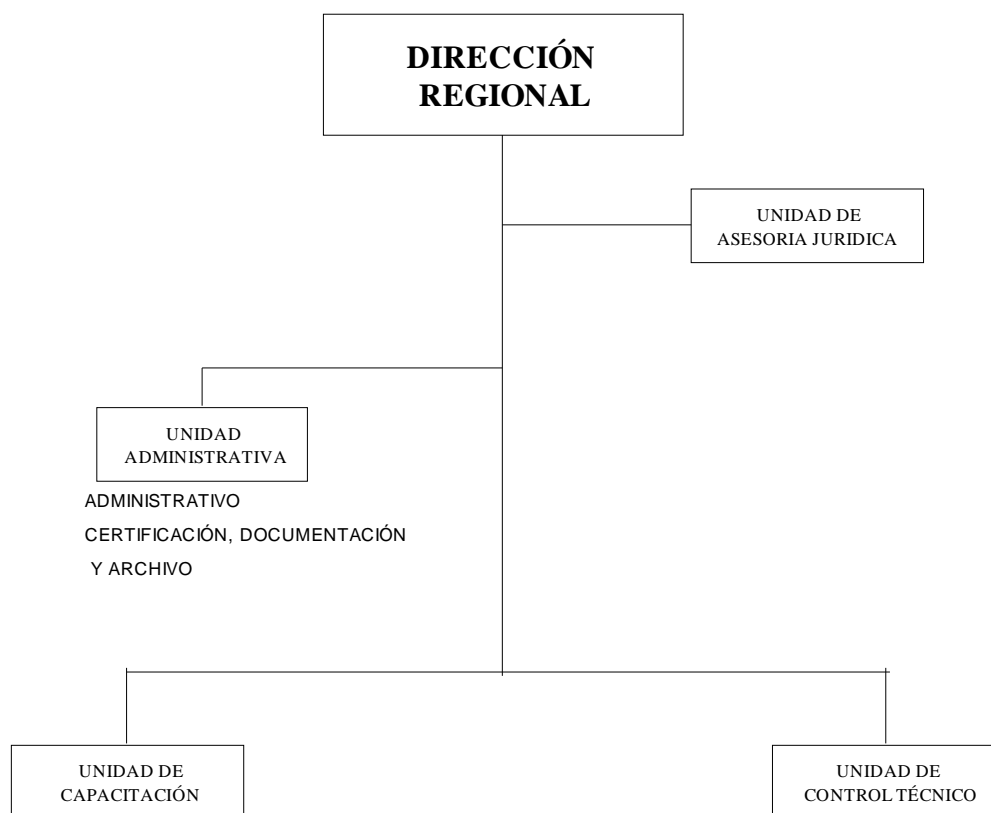 DIRECCIÓN
REGIONAL
UNIDAD DE
ASESORIA JURIDICA
UNIDAD
ADMINISTRATIVA
ADMINISTRATIVO
CERTIFICACIÓN, DOCUMENTACIÓN
Y ARCHIVO
UNIDAD DE
CAPACITACIÓN
UNIDAD DE
CONTROL TÉCNICO